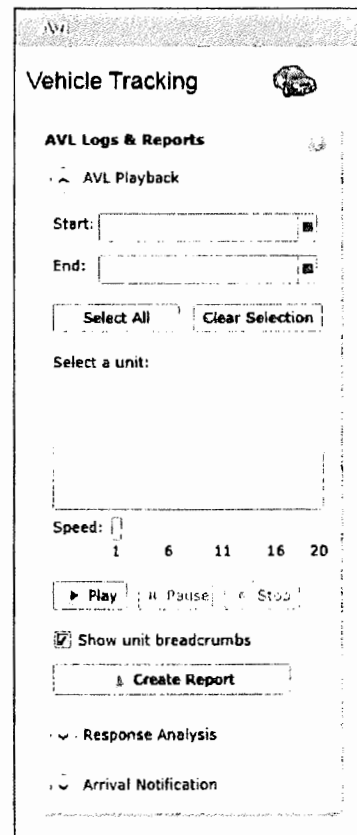 AVL
Vehicle Tracking
AVL Logs & Reports
AVL Playback
Start:
End:
Select All Clear Selection
Select a unit:
Speed:
1 6 11 16 20
Play Pause Stop
Show unit breadcrumbs
Create Report
Response Analysis
Arrival Notification